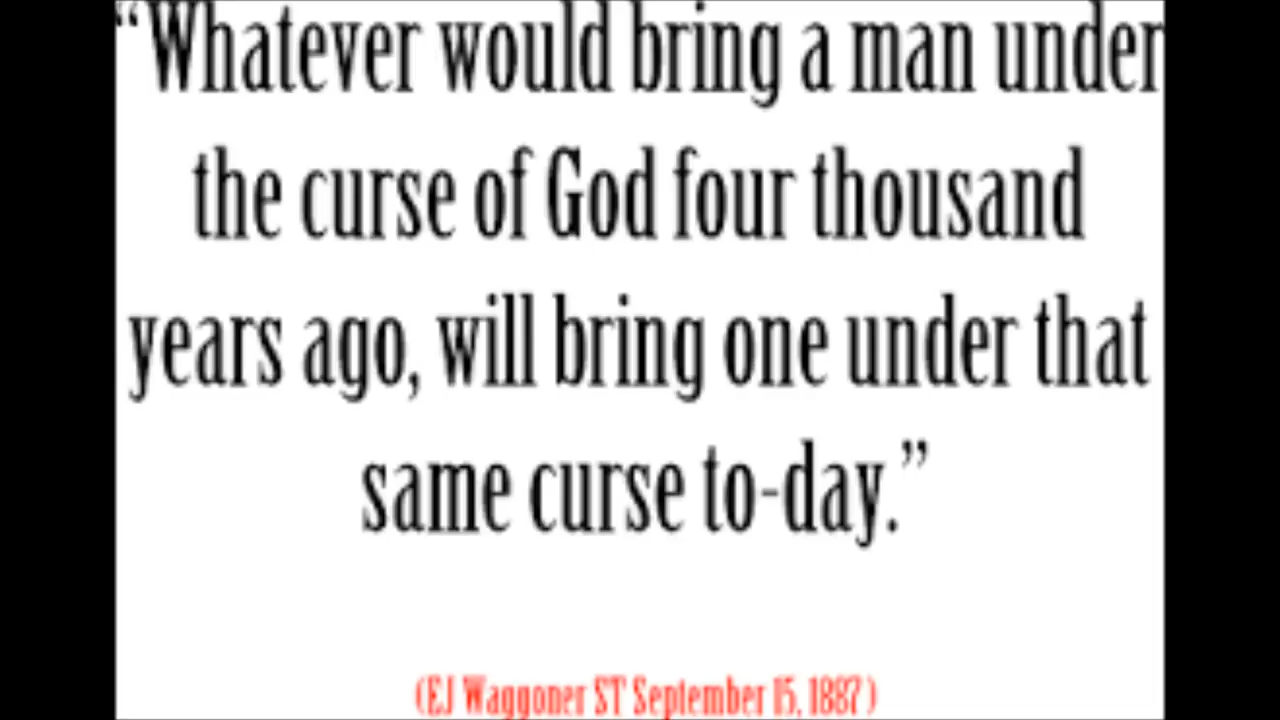 “Whatever would bring a man under
the curse of God four thousand
years ago, will bring one under that
same curse to-day.”
(EJ Waggoner ST September 15, 1887)